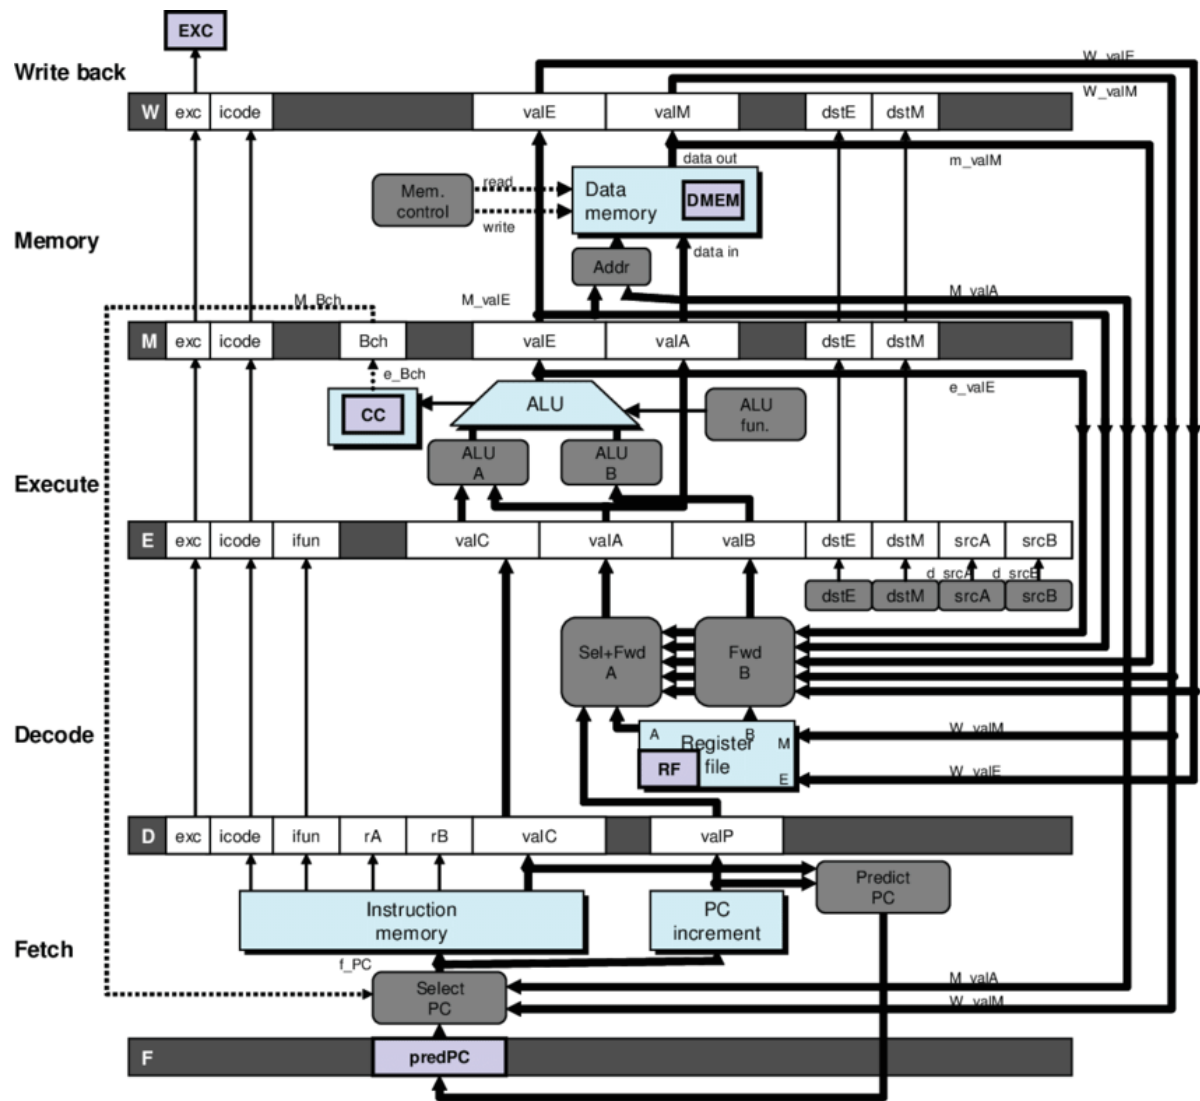 EXC
Write back
W_valE
W_valM
W exc icode valE valM dstE dstM
data out
m_valM
read
Mem.
control
write
Data
memory
DMEM
Memory
data in
Addr
M_Bch
M_valE
M_valA
M exc icode Bch valE valA dstE dstM
e_Bch
e_valE
CC
ALU
ALU
fun.
ALU
A
ALU
B
Execute
E exc icode ifun valC valA valB dstE dstM srcA srcB
d_srcA
d_srcB
dstE dstM srcA srcB
Sel+Fwd
A
Fwd
B
Decode
A
B
M
E
Register
file
RF
W_valM
W_valE
D exc icode ifun rA rB valC valP
Predict
PC
Instruction
memory
PC
increment
Fetch
f_PC
Select
PC
M_valA
W_valM
F predPC